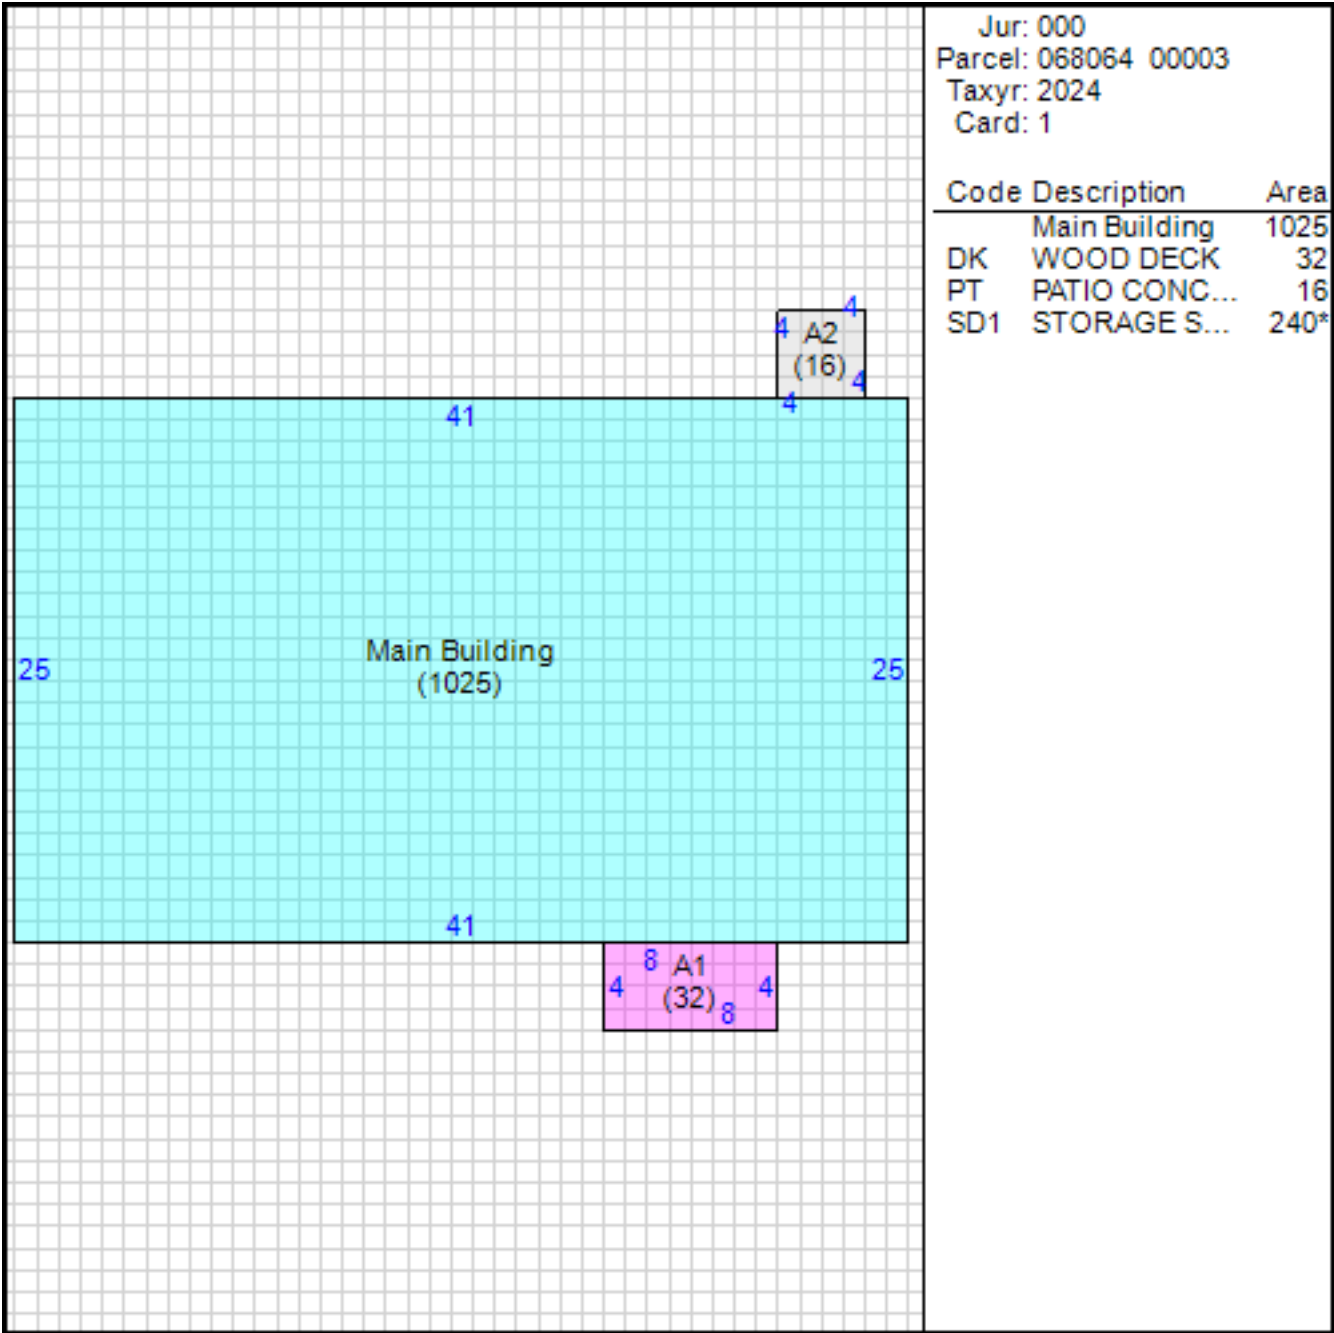 Jur: 000
Parcel: 068064 00003
Taxyr: 2024
Card: 1
Code Description Area
Main Building 1025
DK WOOD DECK 32
PT PATIO CONC... 16
SD1 STORAGE S... 240*
4
4 A2
(16) 4
4
41
Main Building
(1025)
25 25
41
8 A1
4 (32) 4
8